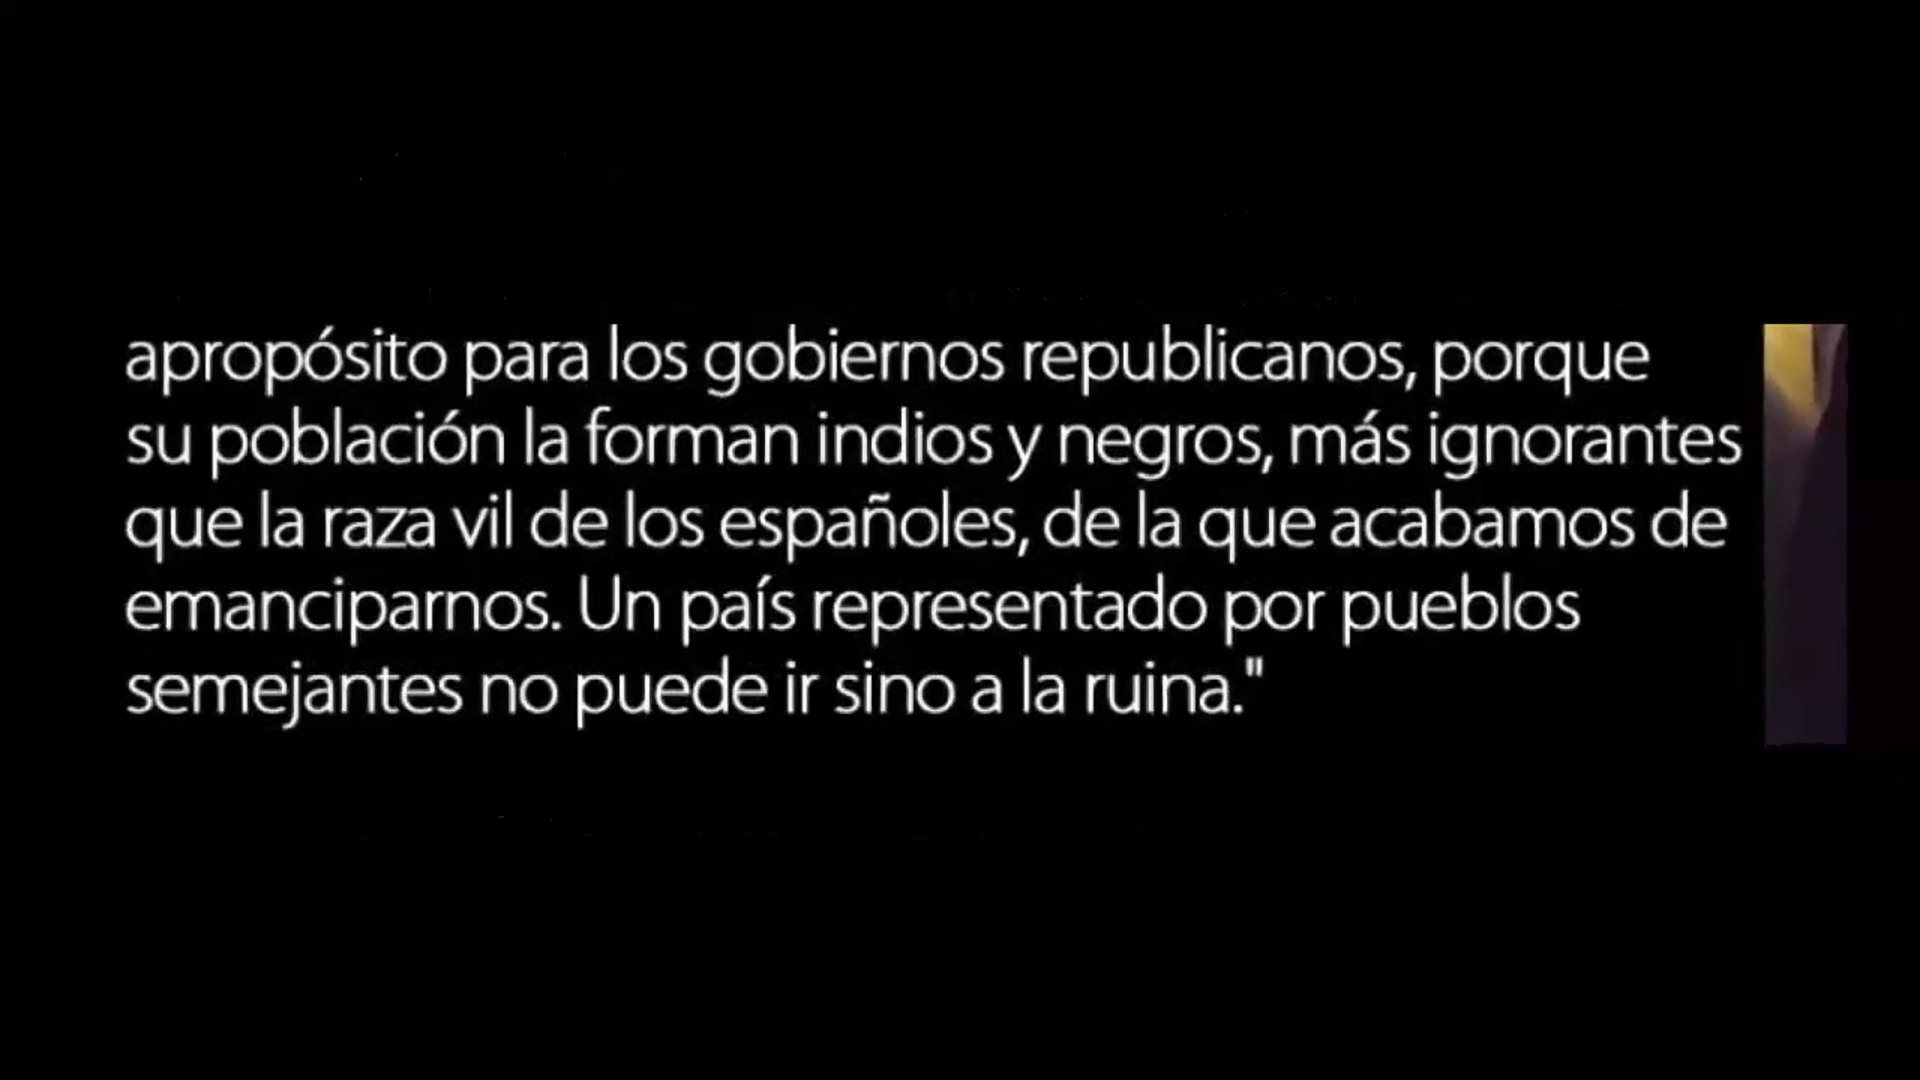 apropósito para los gobiernos republicanos, porque
su población la forman indios y negros, más ignorantes
que la raza vil de los españoles, de la que acabamos de
emanciparnos. Un país representado por pueblos
semejantes no puede ir sino a la ruina."